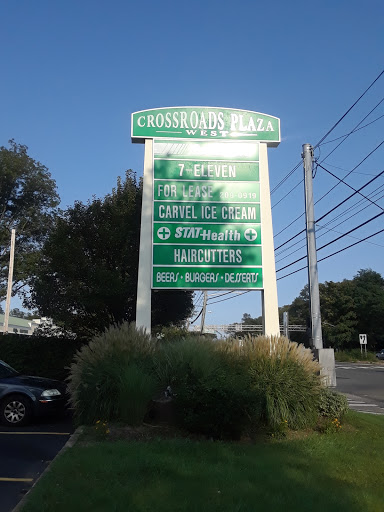 CROSSROADS PLAZA
WEST
7-ELEVEN
FOR LEASE
CARVEL ICE CREAM
STAT-Health
HAIRCUTTERS
BEERS • BURGERS • DESSERTS